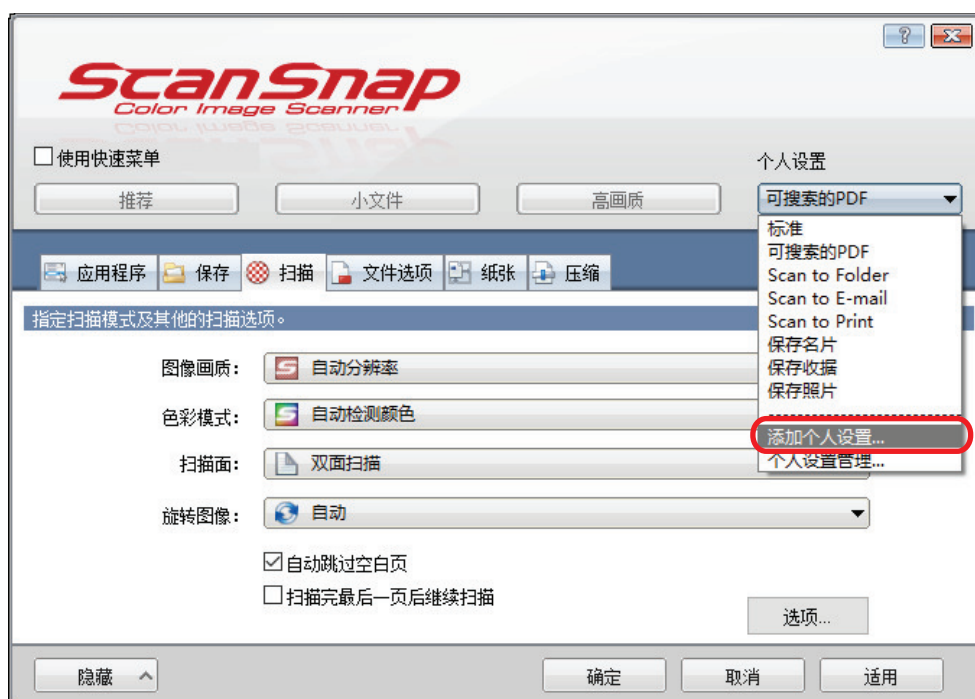 ScanSnap
Color Image Scanner
使用快速菜单
个人设置
推荐
小文件
高画质
可搜索的PDF
标准
可搜索的PDF
Scan to Folder
Scan to E-mail
Scan to Print
保存名片
保存收据
保存照片
添加个人设置...
个人设置管理...
应用程序
保存
扫描
文件选项
纸张
压缩
指定扫描模式及其他的扫描选项。
图像画质: 自动分辨率
色彩模式: 自动检测颜色
扫描面: 双面扫描
旋转图像: 自动
自动跳过空白页
扫描完最后一页后继续扫描
选项...
隐藏
确定
取消
适用